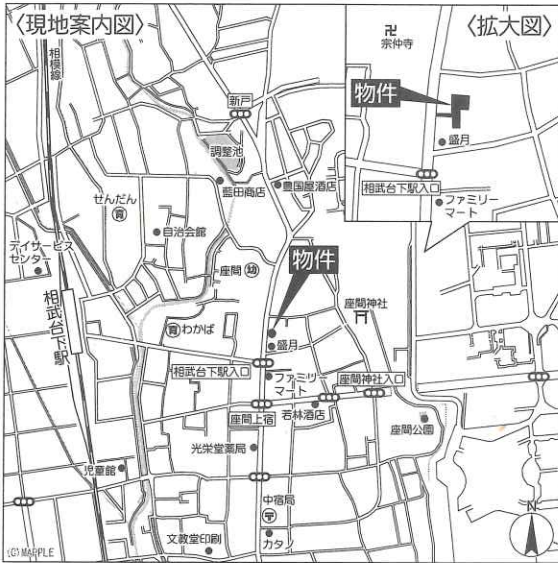 〈現地案内図〉
〈拡大図〉
卍
宗仲寺
物件
盛月
相武台下駅入口
ファミリー
マート
相模線
新戸
調整池
藍田商店
豊国屋酒店
せんだん
育
自治会館
デイサービス
センター
座間 幼
物件
座間神社
相武台下駅
育 わかば
盛月
相武台下駅入口
ファミリー
マート
座間神社入口
座間上宿
若林酒店
座間公園
光栄堂薬局
児童館
中宿局
〒
カタノ
文教堂印刷
N
(C) MAPPLE